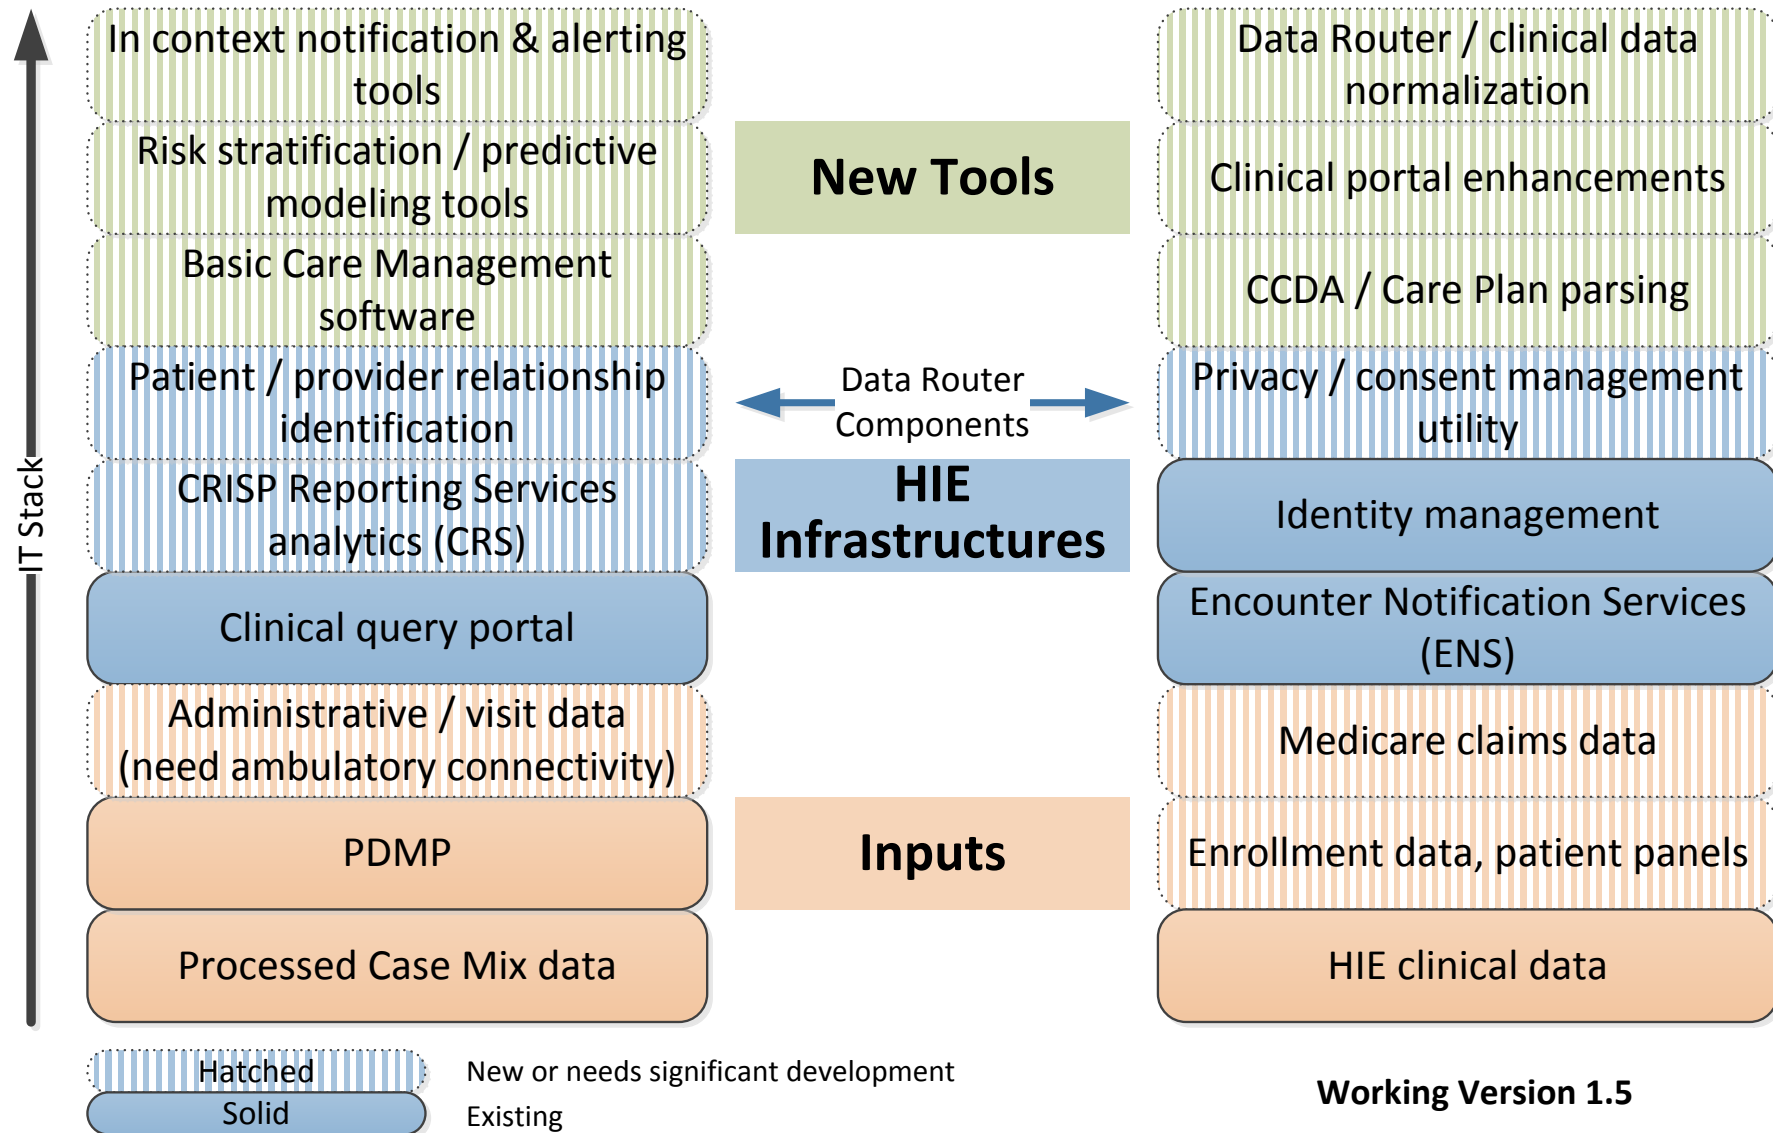 In context notification & alerting
tools
Risk stratification / predictive
modeling tools
Basic Care Management
software
Patient / provider relationship
identification
CRISP Reporting Services
analytics (CRS)
Clinical query portal
Administrative / visit data
(need ambulatory connectivity)
PDMP
Processed Case Mix data
IT Stack
New Tools
Data Router
Components
HIE
Infrastructures
Inputs
Data Router / clinical data
normalization
Clinical portal enhancements
CCDA / Care Plan parsing
Privacy / consent management
utility
Identity management
Encounter Notification Services
(ENS)
Medicare claims data
Enrollment data, patient panels
HIE clinical data
Hatched
New or needs significant development
Solid
Existing
Working Version 1.5